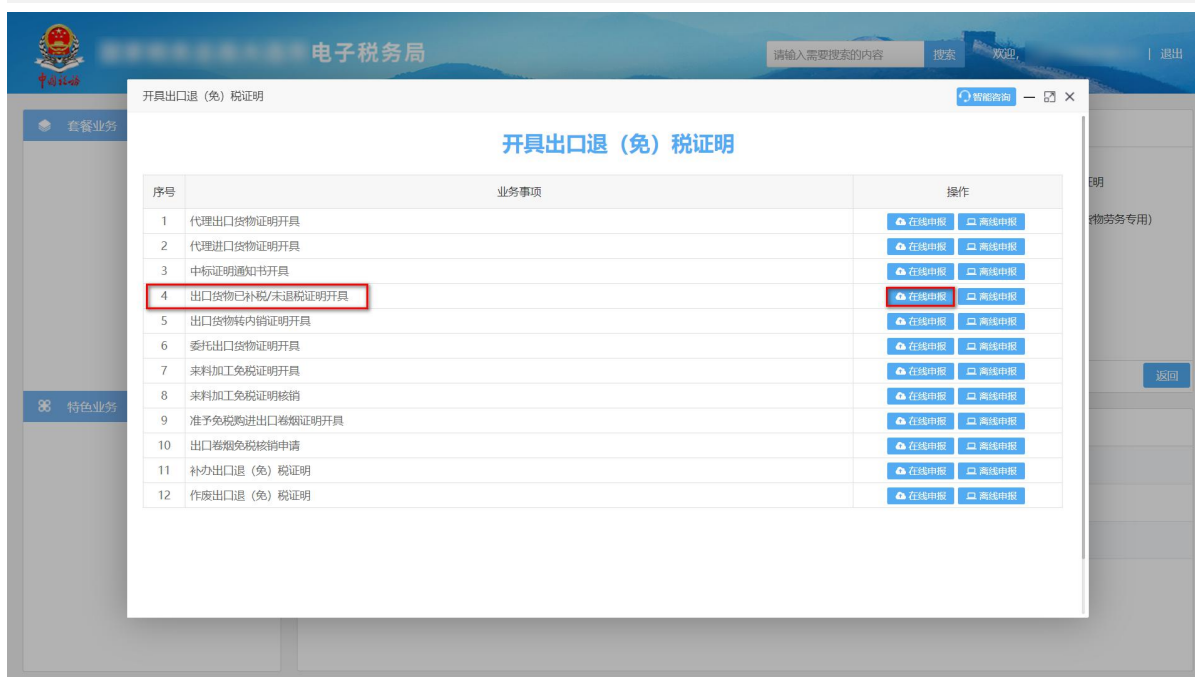 电子税务局
请输入需要搜索的内容 搜索 欢迎, | 退出
中国税务
开具出口退（免）税证明 智能咨询
套餐业务
开具出口退（免）税证明
序号 业务事项 操作
证明
1 代理出口货物证明开具 在线申报 离线申报
货物劳务专用)
2 代理进口货物证明开具 在线申报 离线申报
3 中标证明通知书开具 在线申报 离线申报
4 出口货物已补税/未退税证明开具 在线申报 离线申报
5 出口货物转内销证明开具 在线申报 离线申报
6 委托出口货物证明开具 在线申报 离线申报
7 来料加工免税证明开具 在线申报 离线申报
返回
8 来料加工免税证明核销 在线申报 离线申报
特色业务
9 准予免税购进出口卷烟证明开具 在线申报 离线申报
10 出口卷烟免税核销申请 在线申报 离线申报
11 补办出口退（免）税证明 在线申报 离线申报
12 作废出口退（免）税证明 在线申报 离线申报